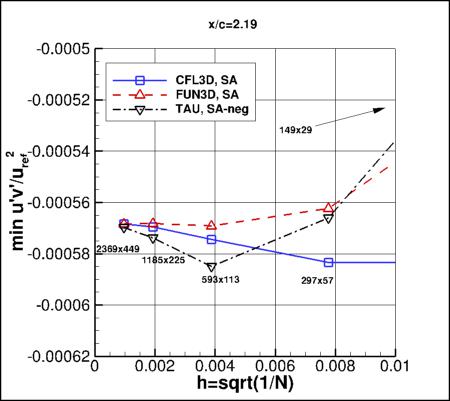 x/c=2.19
-0.0005
CFL3D, SA
FUN3D, SA
TAU, SA-neg
-0.00052
149x29
-0.00054
-0.00056
2369x449
1185x225
-0.00058
593x113
297x57
-0.0006
-0.00062
0
0.002
0.004
0.006
0.008
0.01
min u'v'/u_ref^2
h=sqrt(1/N)